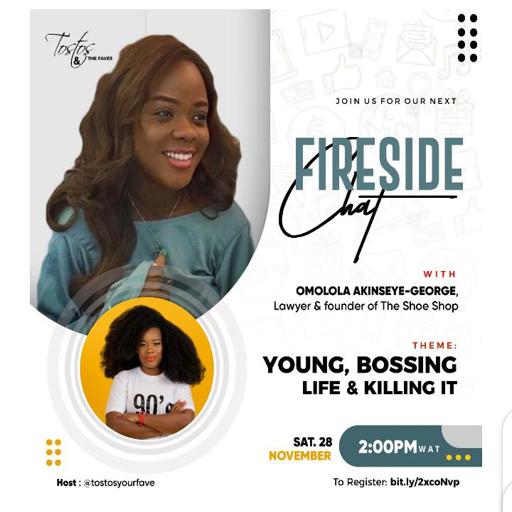 Tostos
& THE FAVES
JOIN US FOR OUR NEXT
FIRESIDE
Chat
WITH
OMOLOLA AKINSEYE-GEORGE,
Lawyer & founder of The Shoe Shop
THEME:
YOUNG, BOSSING
LIFE & KILLING IT
90's
SAT. 28
NOVEMBER
2:00PM WAT
Host : @tostosyourfave
To Register: bit.ly/2xcoNvp